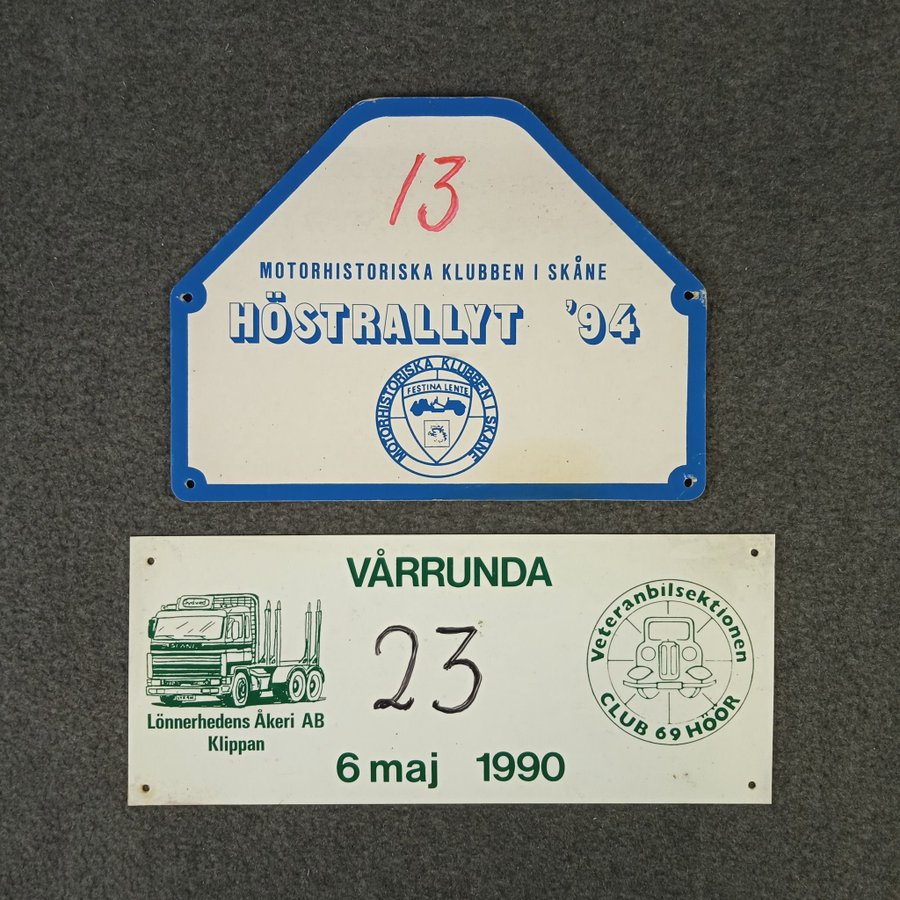 13
MOTORHISTORISKA KLUBBEN I SKÅNE
HÖSTRALLYT '94
MOTORHISTORISKA KLUBBEN I SKÅNE
FESTINA LENTE
VÅRRUNDA
SCANIA
23
Veteranbilsektionen
CLUB 69 HÖÖR
Lönnerhedens Åkeri AB
Klippan
6 maj 1990